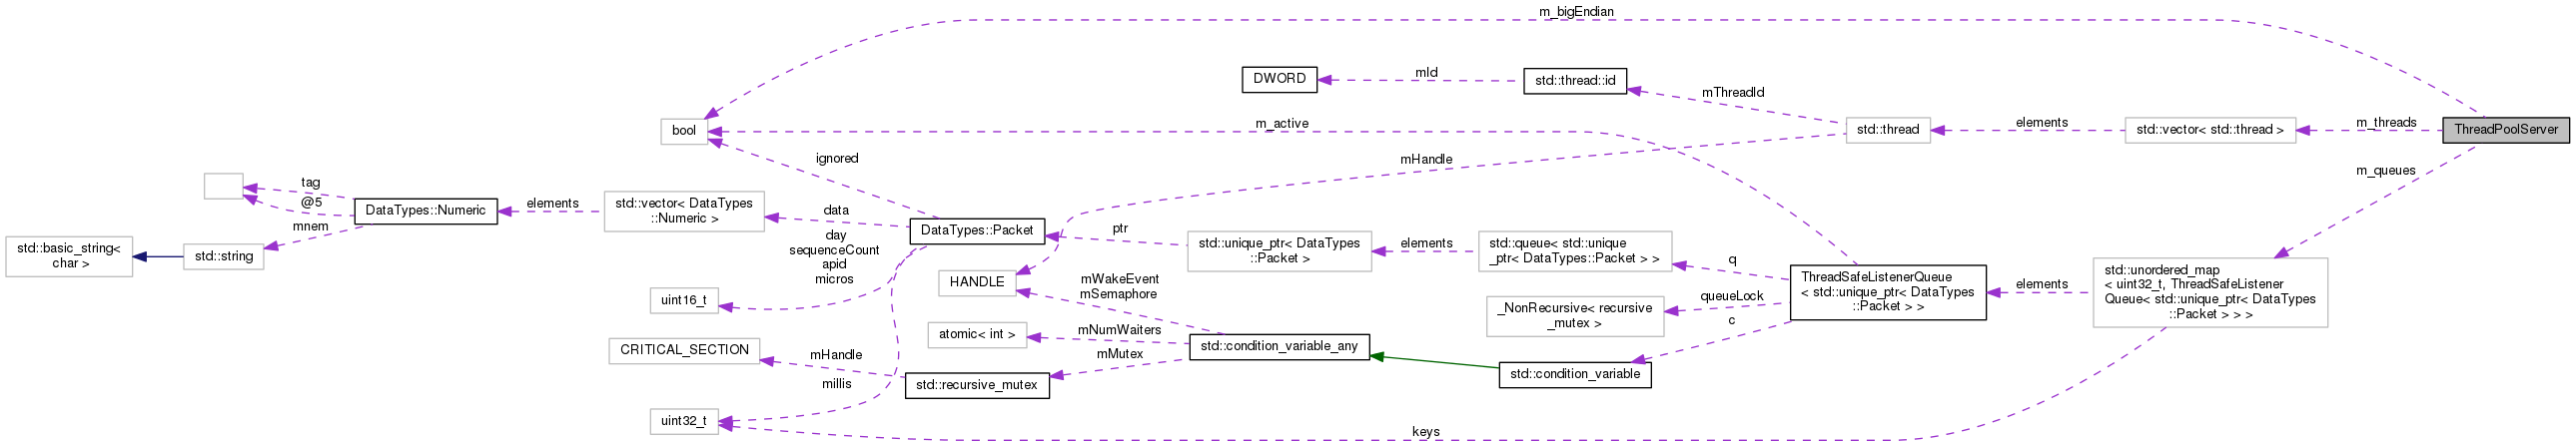 m_bigEndian
DWORD
mId
std::thread::id
mThreadId
bool
m_active
std::thread
elements
std::vector< std::thread >
m_threads
ThreadPoolServer
ignored
mHandle
m_queues
tag
@5
DataTypes::Numeric
elements
std::vector< DataTypes
::Numeric >
data
DataTypes::Packet
ptr
std::unique_ptr< DataTypes
::Packet >
elements
std::queue< std::unique
_ptr< DataTypes::Packet > >
q
mnem
std::basic_string<
char >
std::string
day
sequenceCount
apid
micros
uint16_t
HANDLE
mWakeEvent
mSemaphore
_NonRecursive< recursive
_mutex >
queueLock
c
ThreadSafeListenerQueue
< std::unique_ptr< DataTypes
::Packet > >
elements
std::unordered_map
< uint32_t, ThreadSafeListener
Queue< std::unique_ptr< DataTypes
::Packet > > >
atomic< int >
mNumWaiters
std::condition_variable_any
CRITICAL_SECTION
mHandle
mMutex
std::recursive_mutex
std::condition_variable
millis
uint32_t
keys